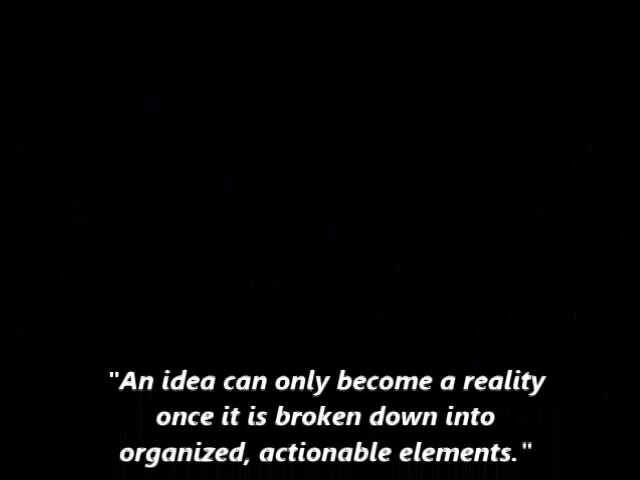 "An idea can only become a reality
once it is broken down into
organized, actionable elements."